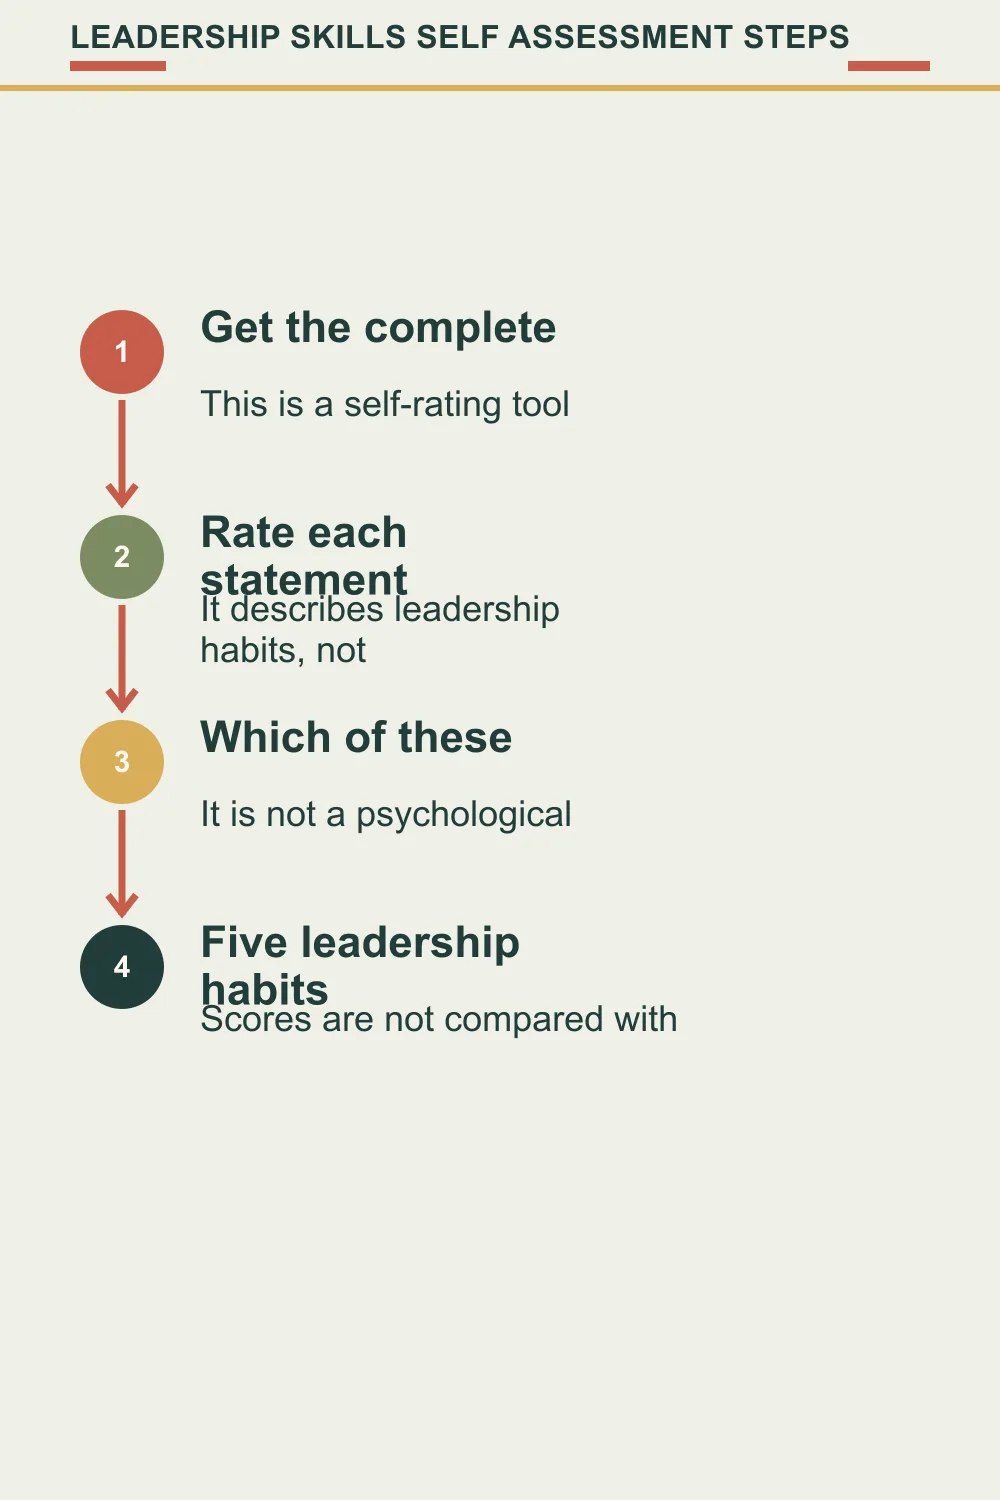 LEADERSHIP SKILLS SELF ASSESSMENT STEPS
1
Get the complete
This is a self-rating tool
2
Rate each
statement
It describes leadership
habits, not
3
Which of these
It is not a psychological
4
Five leadership
habits
Scores are not compared with